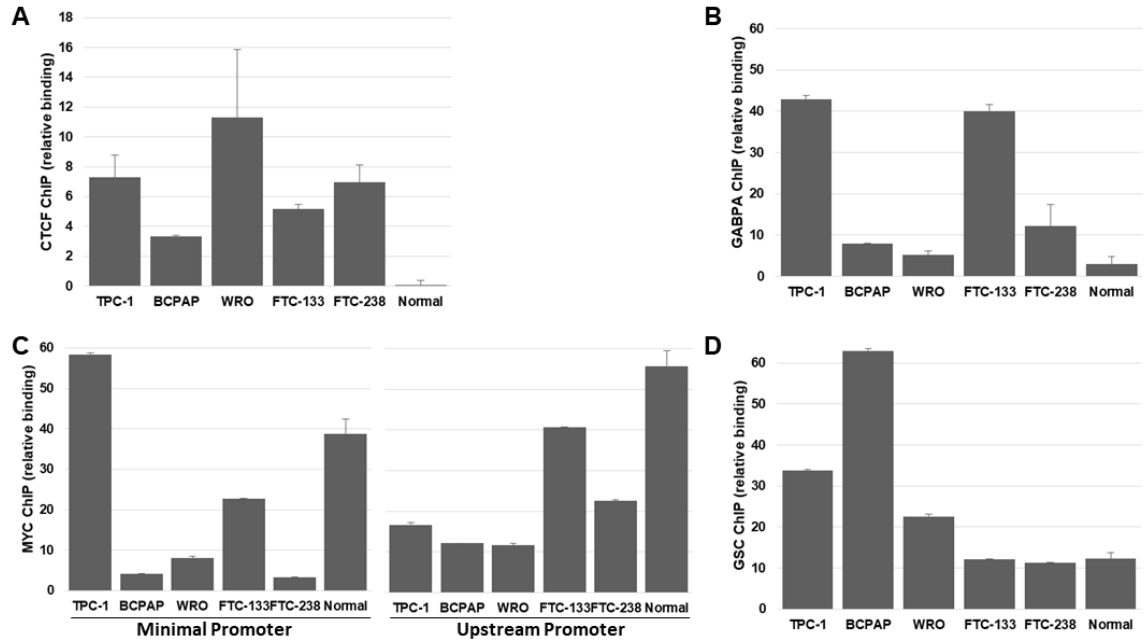 A
CTCF ChIP (relative binding)
18
16
14
12
10
8
6
4
2
0
TPC-1 BCPAP WRO FTC-133 FTC-238 Normal
B
GABPA ChIP (relative binding)
60
50
40
30
20
10
0
TPC-1 BCPAP WRO FTC-133 FTC-238 Normal
C
MYC ChIP (relative binding)
60
50
40
30
20
10
0
TPC-1 BCPAP WRO FTC-133 FTC-238 Normal
Minimal Promoter
TPC-1 BCPAP WRO FTC-133 FTC-238 Normal
Upstream Promoter
D
GSC ChIP (relative binding)
60
50
40
30
20
10
0
TPC-1 BCPAP WRO FTC-133 FTC-238 Normal